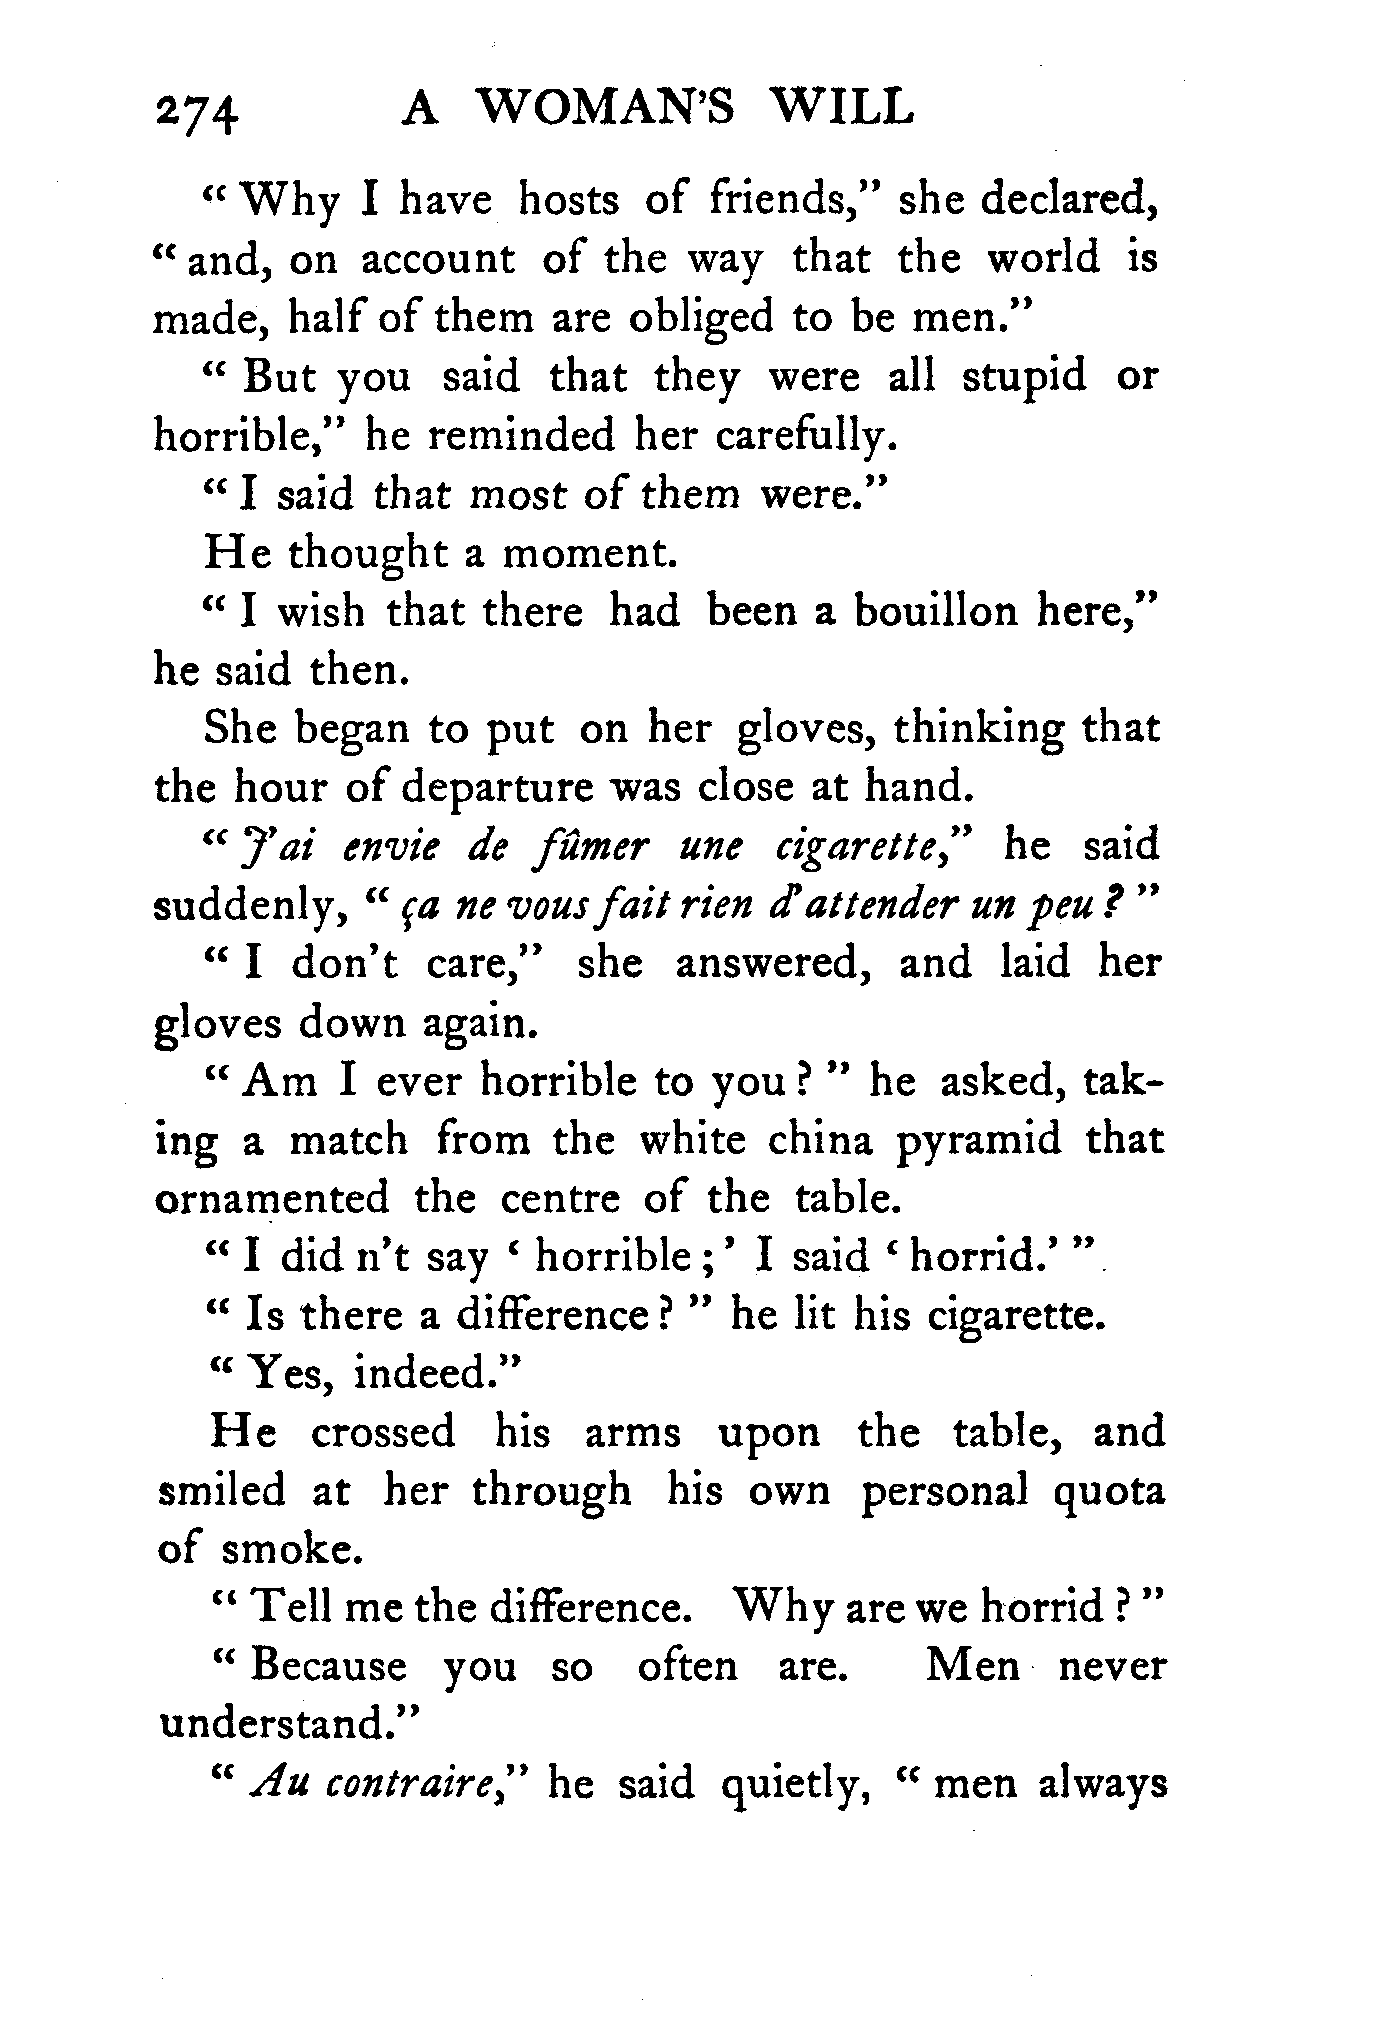 274 A WOMAN'S WILL
“ Why I have hosts of friends,” she declared,
“ and, on account of the way that the world is
made, half of them are obliged to be men.”
“ But you said that they were all stupid or
horrible,” he reminded her carefully.
“ I said that most of them were.”
He thought a moment.
“ I wish that there had been a bouillon here,”
he said then.
She began to put on her gloves, thinking that
the hour of departure was close at hand.
“ J'ai envie de fûmer une cigarette,” he said
suddenly, “ ça ne vous fait rien d'attender un peu ? ”
“ I don't care,” she answered, and laid her
gloves down again.
“ Am I ever horrible to you ? ” he asked, tak-
ing a match from the white china pyramid that
ornamented the centre of the table.
“ I did n't say ‘ horrible ; ’ I said ‘ horrid.’ ”
“ Is there a difference ? ” he lit his cigarette.
“ Yes, indeed.”
He crossed his arms upon the table, and
smiled at her through his own personal quota
of smoke.
“ Tell me the difference. Why are we horrid ? ”
“ Because you so often are. Men never
understand.”
“ Au contraire,” he said quietly, “ men always